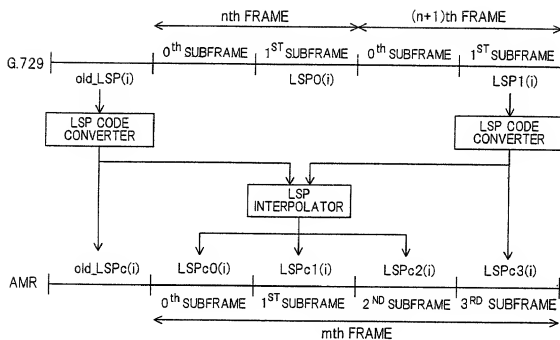 nth FRAME (n+1)th FRAME
0th SUBFRAME 1ST SUBFRAME 0th SUBFRAME 1ST SUBFRAME
G.729
old_LSP(i) LSP0(i) LSP1(i)
LSP CODE CONVERTER
LSP CODE CONVERTER
LSP INTERPOLATOR
old_LSPc(i) LSPc0(i) LSPc1(i) LSPc2(i) LSPc3(i)
AMR
0th SUBFRAME 1ST SUBFRAME 2ND SUBFRAME 3RD SUBFRAME
mth FRAME